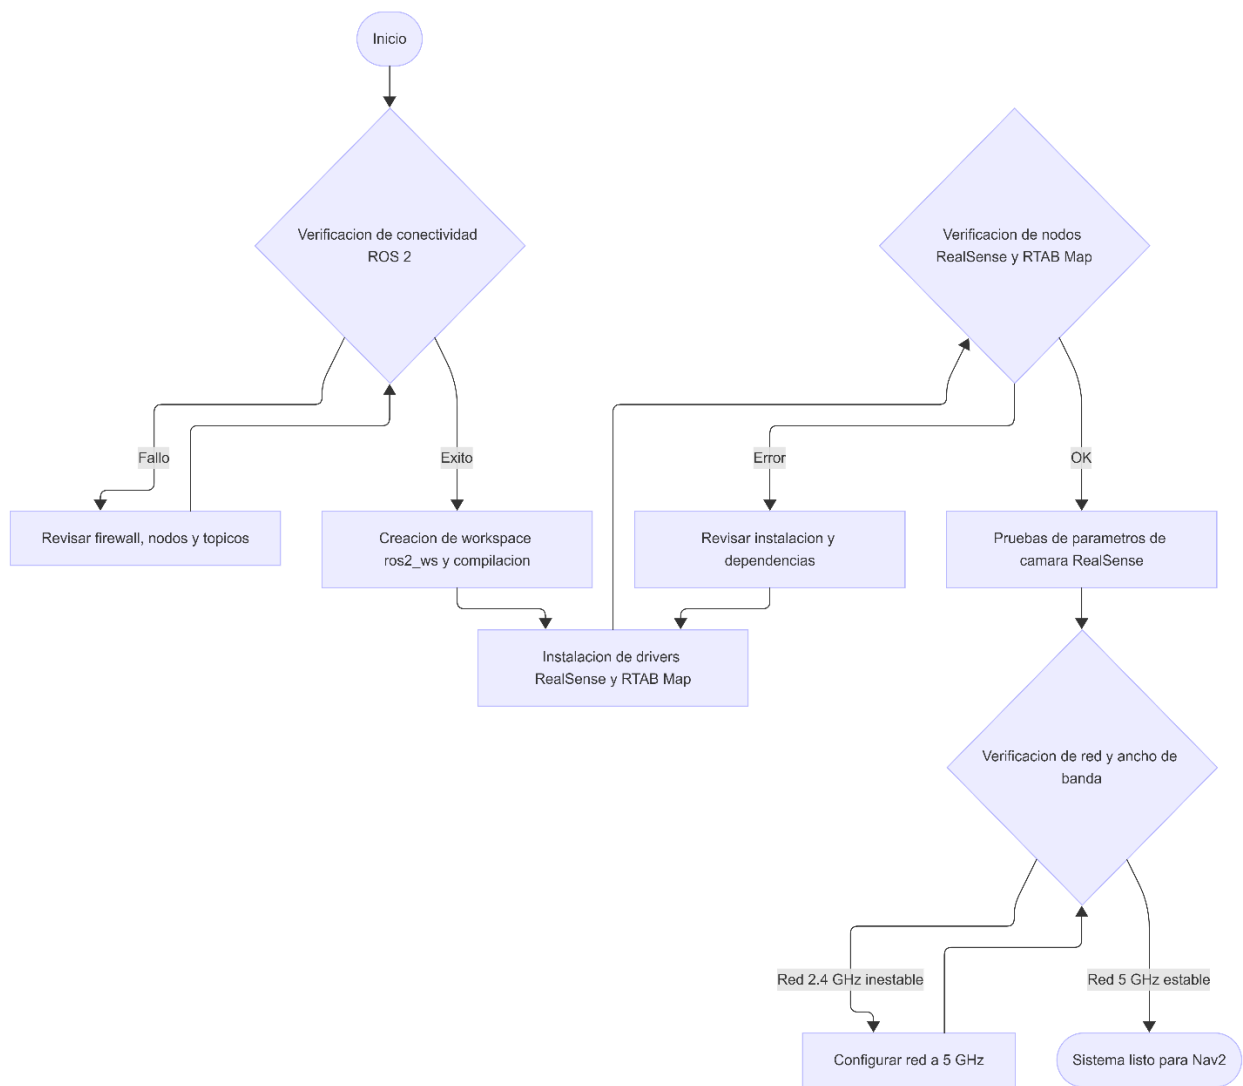 Inicio
Verificacion de conectividad
ROS 2
Verificacion de nodos
RealSense y RTAB Map
Fallo
Exito
Error
OK
Revisar firewall, nodos y topicos
Creacion de workspace
ros2_ws y compilacion
Revisar instalacion y
dependencias
Pruebas de parametros de
camara RealSense
Instalacion de drivers
RealSense y RTAB Map
Verificacion de red y ancho de
banda
Red 2.4 GHz inestable
Red 5 GHz estable
Configurar red a 5 GHz
Sistema listo para Nav2